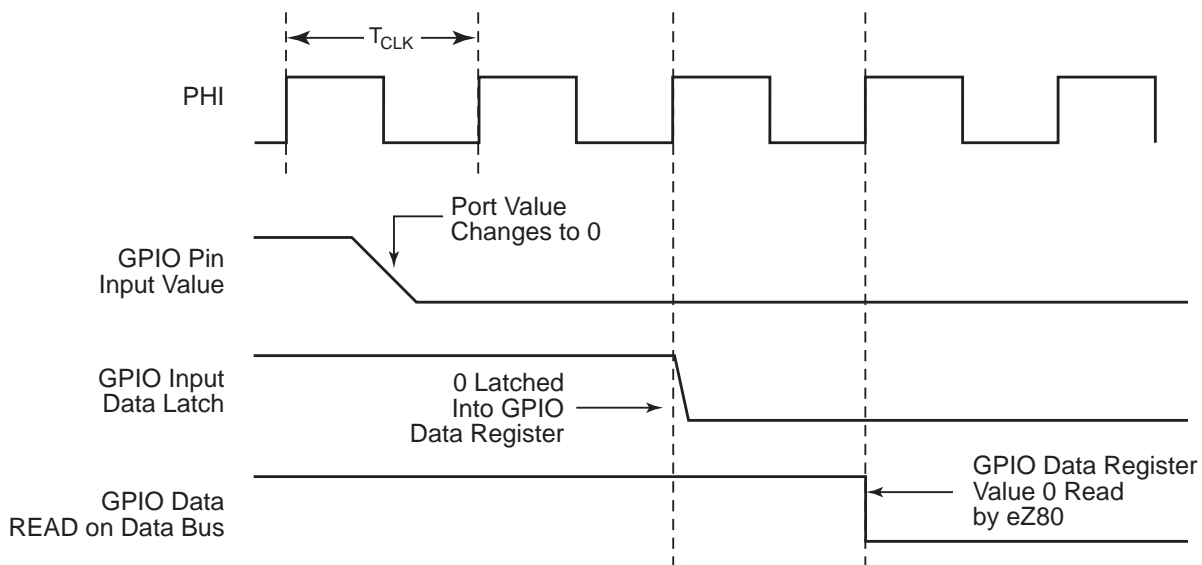 T_CLK
PHI
Port Value
Changes to 0
GPIO Pin
Input Value
GPIO Input
Data Latch
0 Latched
Into GPIO
Data Register
GPIO Data
READ on Data Bus
GPIO Data Register
Value 0 Read
by eZ80